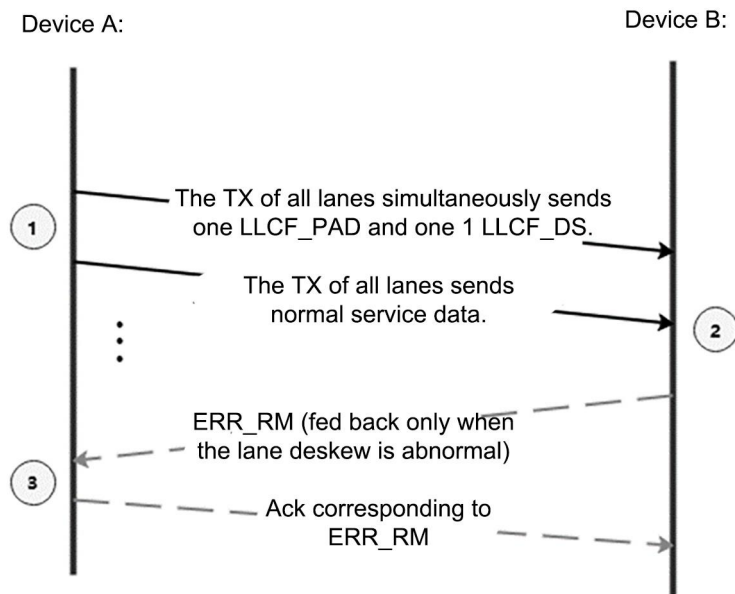 Device A:
Device B:
The TX of all lanes simultaneously sends
one LLCF_PAD and one 1 LLCF_DS.
1
The TX of all lanes sends
normal service data.
2
ERR_RM (fed back only when
the lane deskew is abnormal)
3
Ack corresponding to
ERR_RM